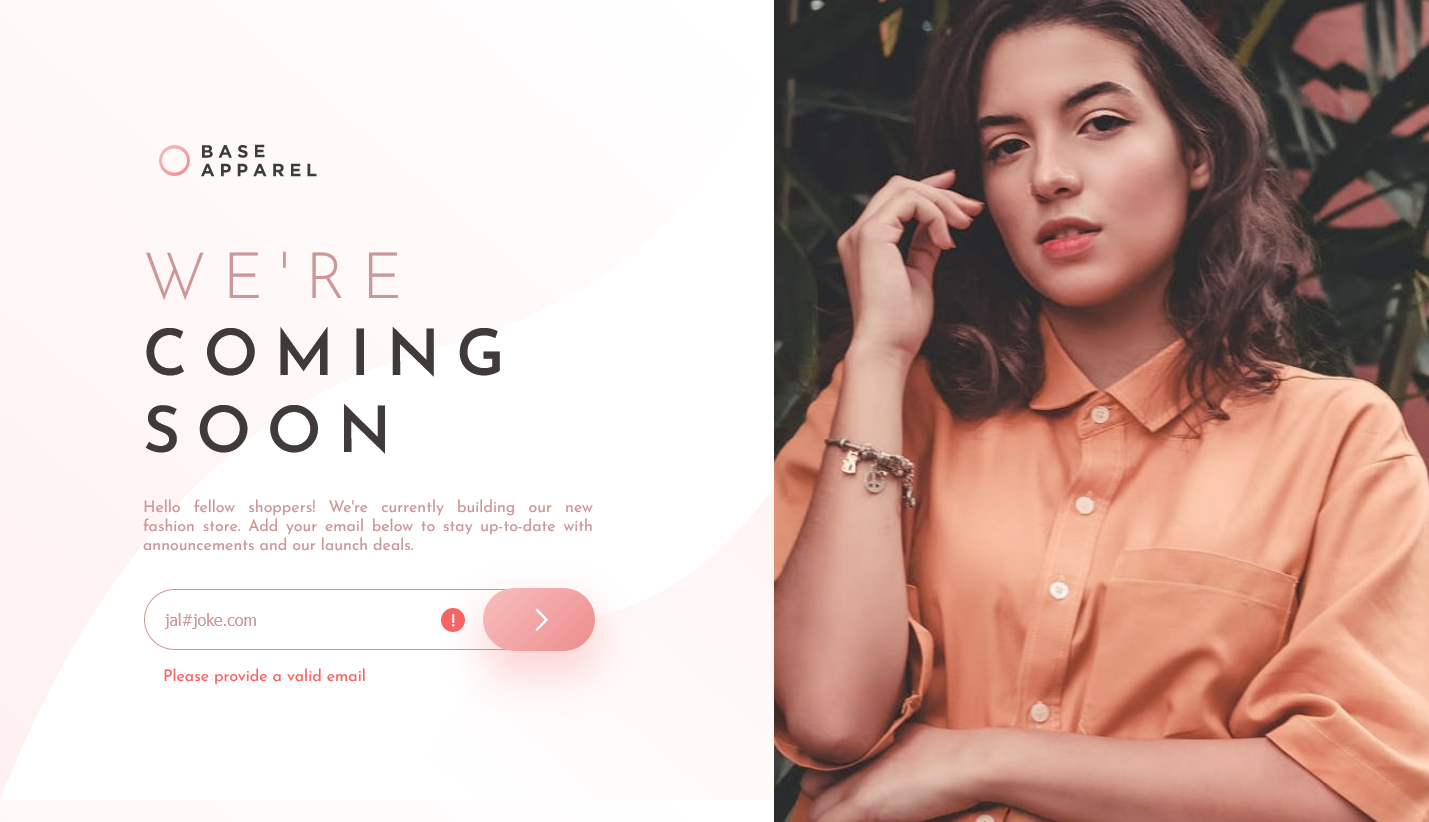 BASE
APPAREL
WE'RE
COMING
SOON
Hello fellow shoppers! We're currently building our new
fashion store. Add your email below to stay up-to-date with
announcements and our launch deals.
jal#joke.com
!
Please provide a valid email